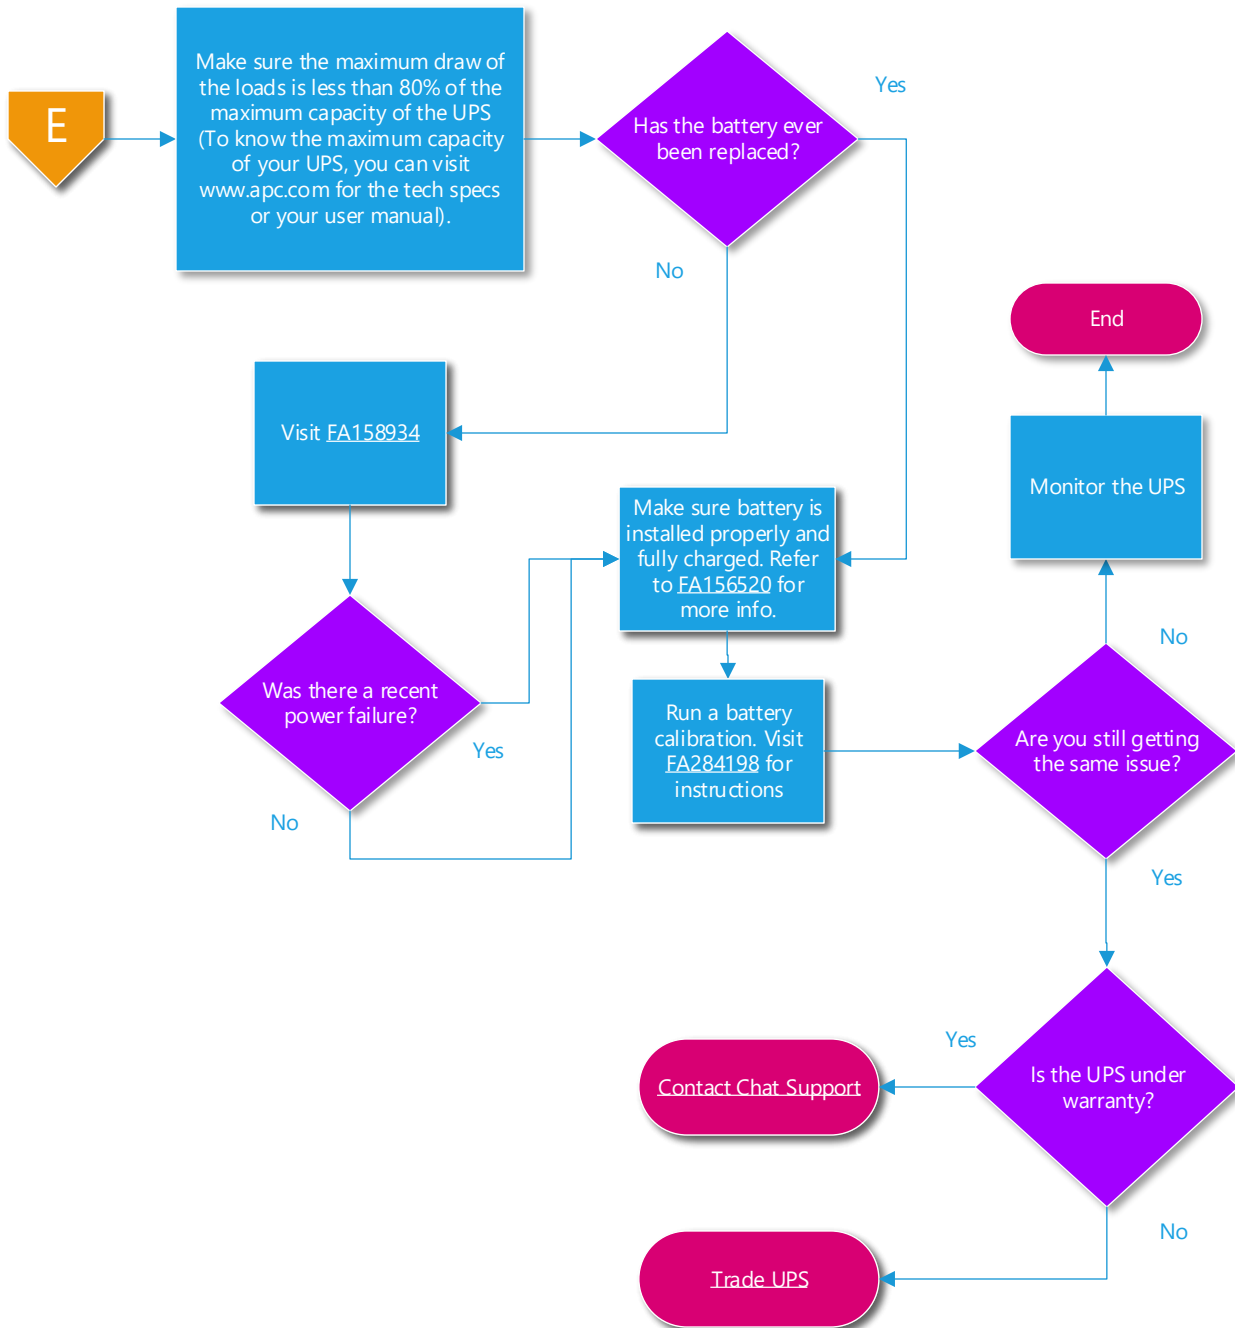 E
Make sure the maximum draw of
the loads is less than 80% of the
maximum capacity of the UPS
(To know the maximum capacity
of your UPS, you can visit
www.apc.com for the tech specs
or your user manual).
Has the battery ever
been replaced?
Yes
No
End
Visit FA158934
Monitor the UPS
Make sure battery is
installed properly and
fully charged. Refer
to FA156520 for
more info.
No
Was there a recent
power failure?
Yes
No
Run a battery
calibration. Visit
FA284198 for
instructions
Are you still getting
the same issue?
Yes
Yes
Contact Chat Support
Is the UPS under
warranty?
No
Trade UPS